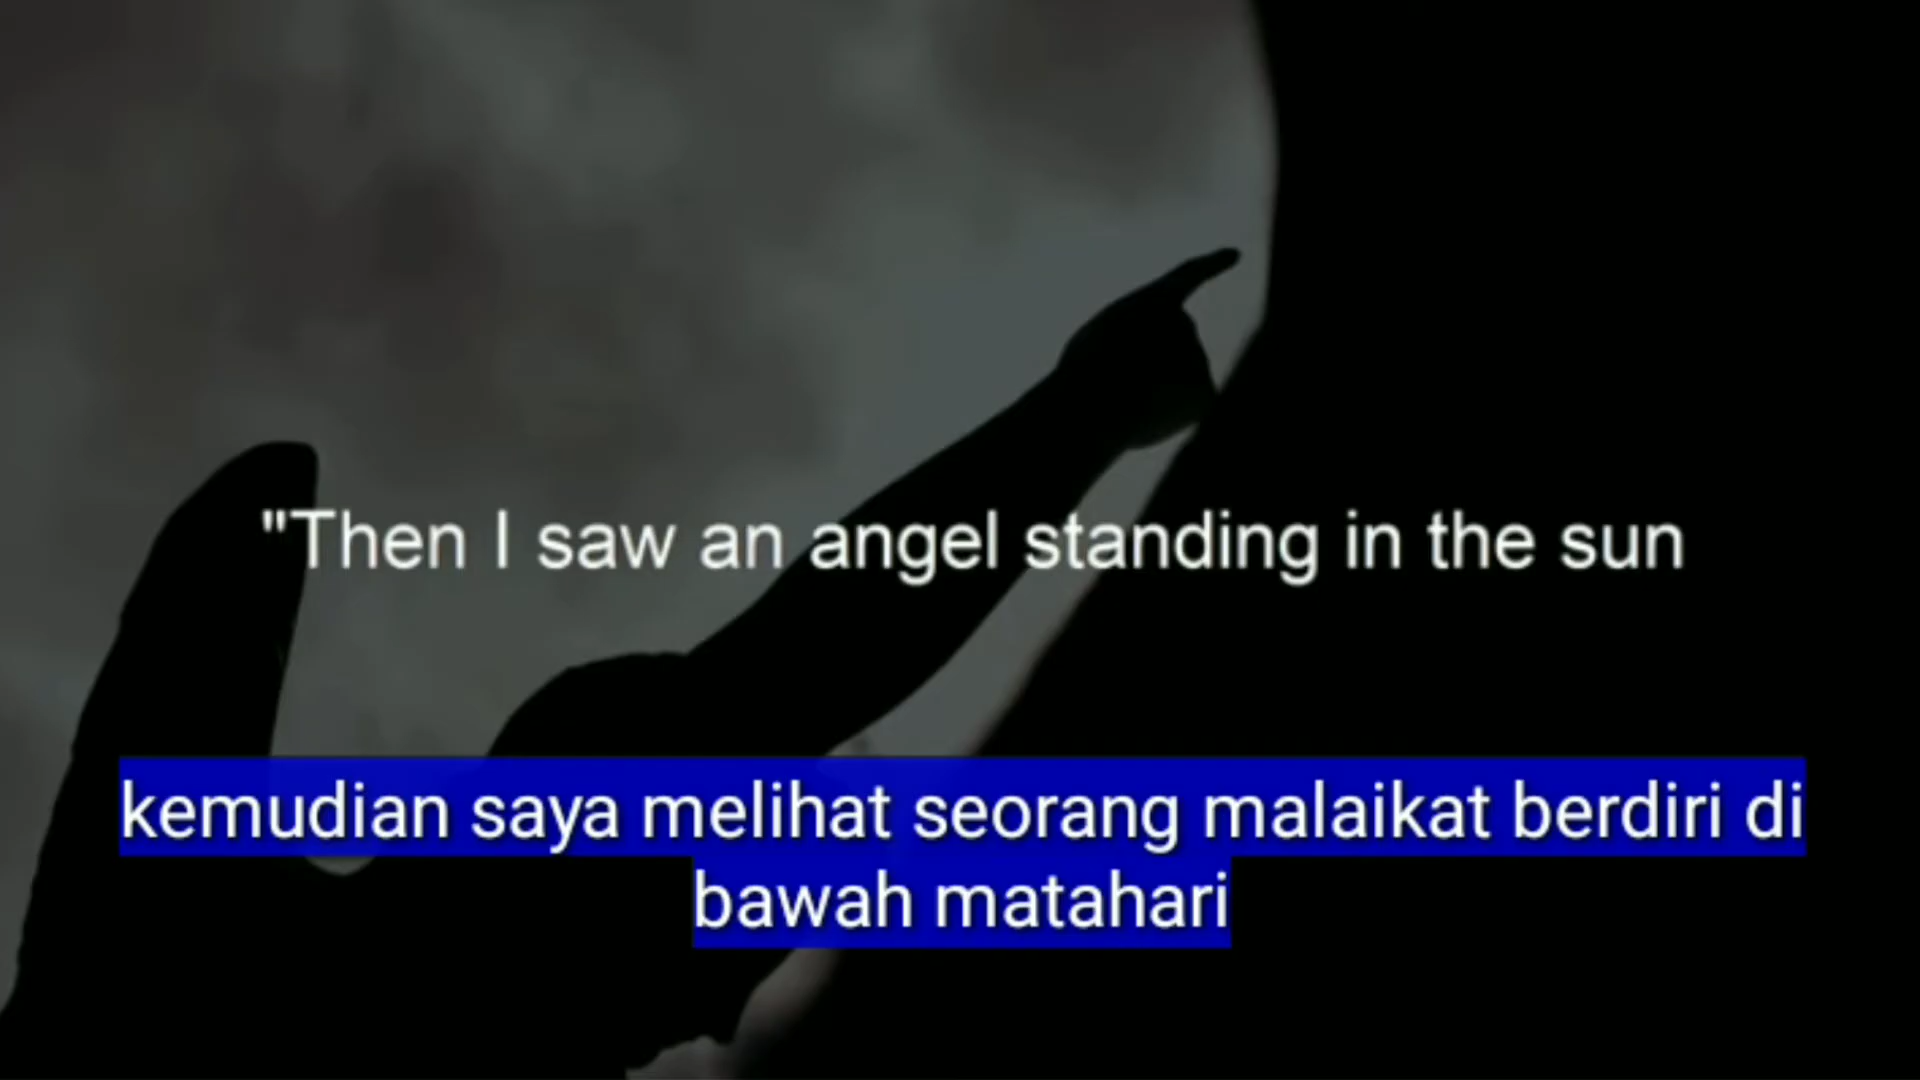 "Then I saw an angel standing in the sun
kemudian saya melihat seorang malaikat berdiri di
bawah matahari